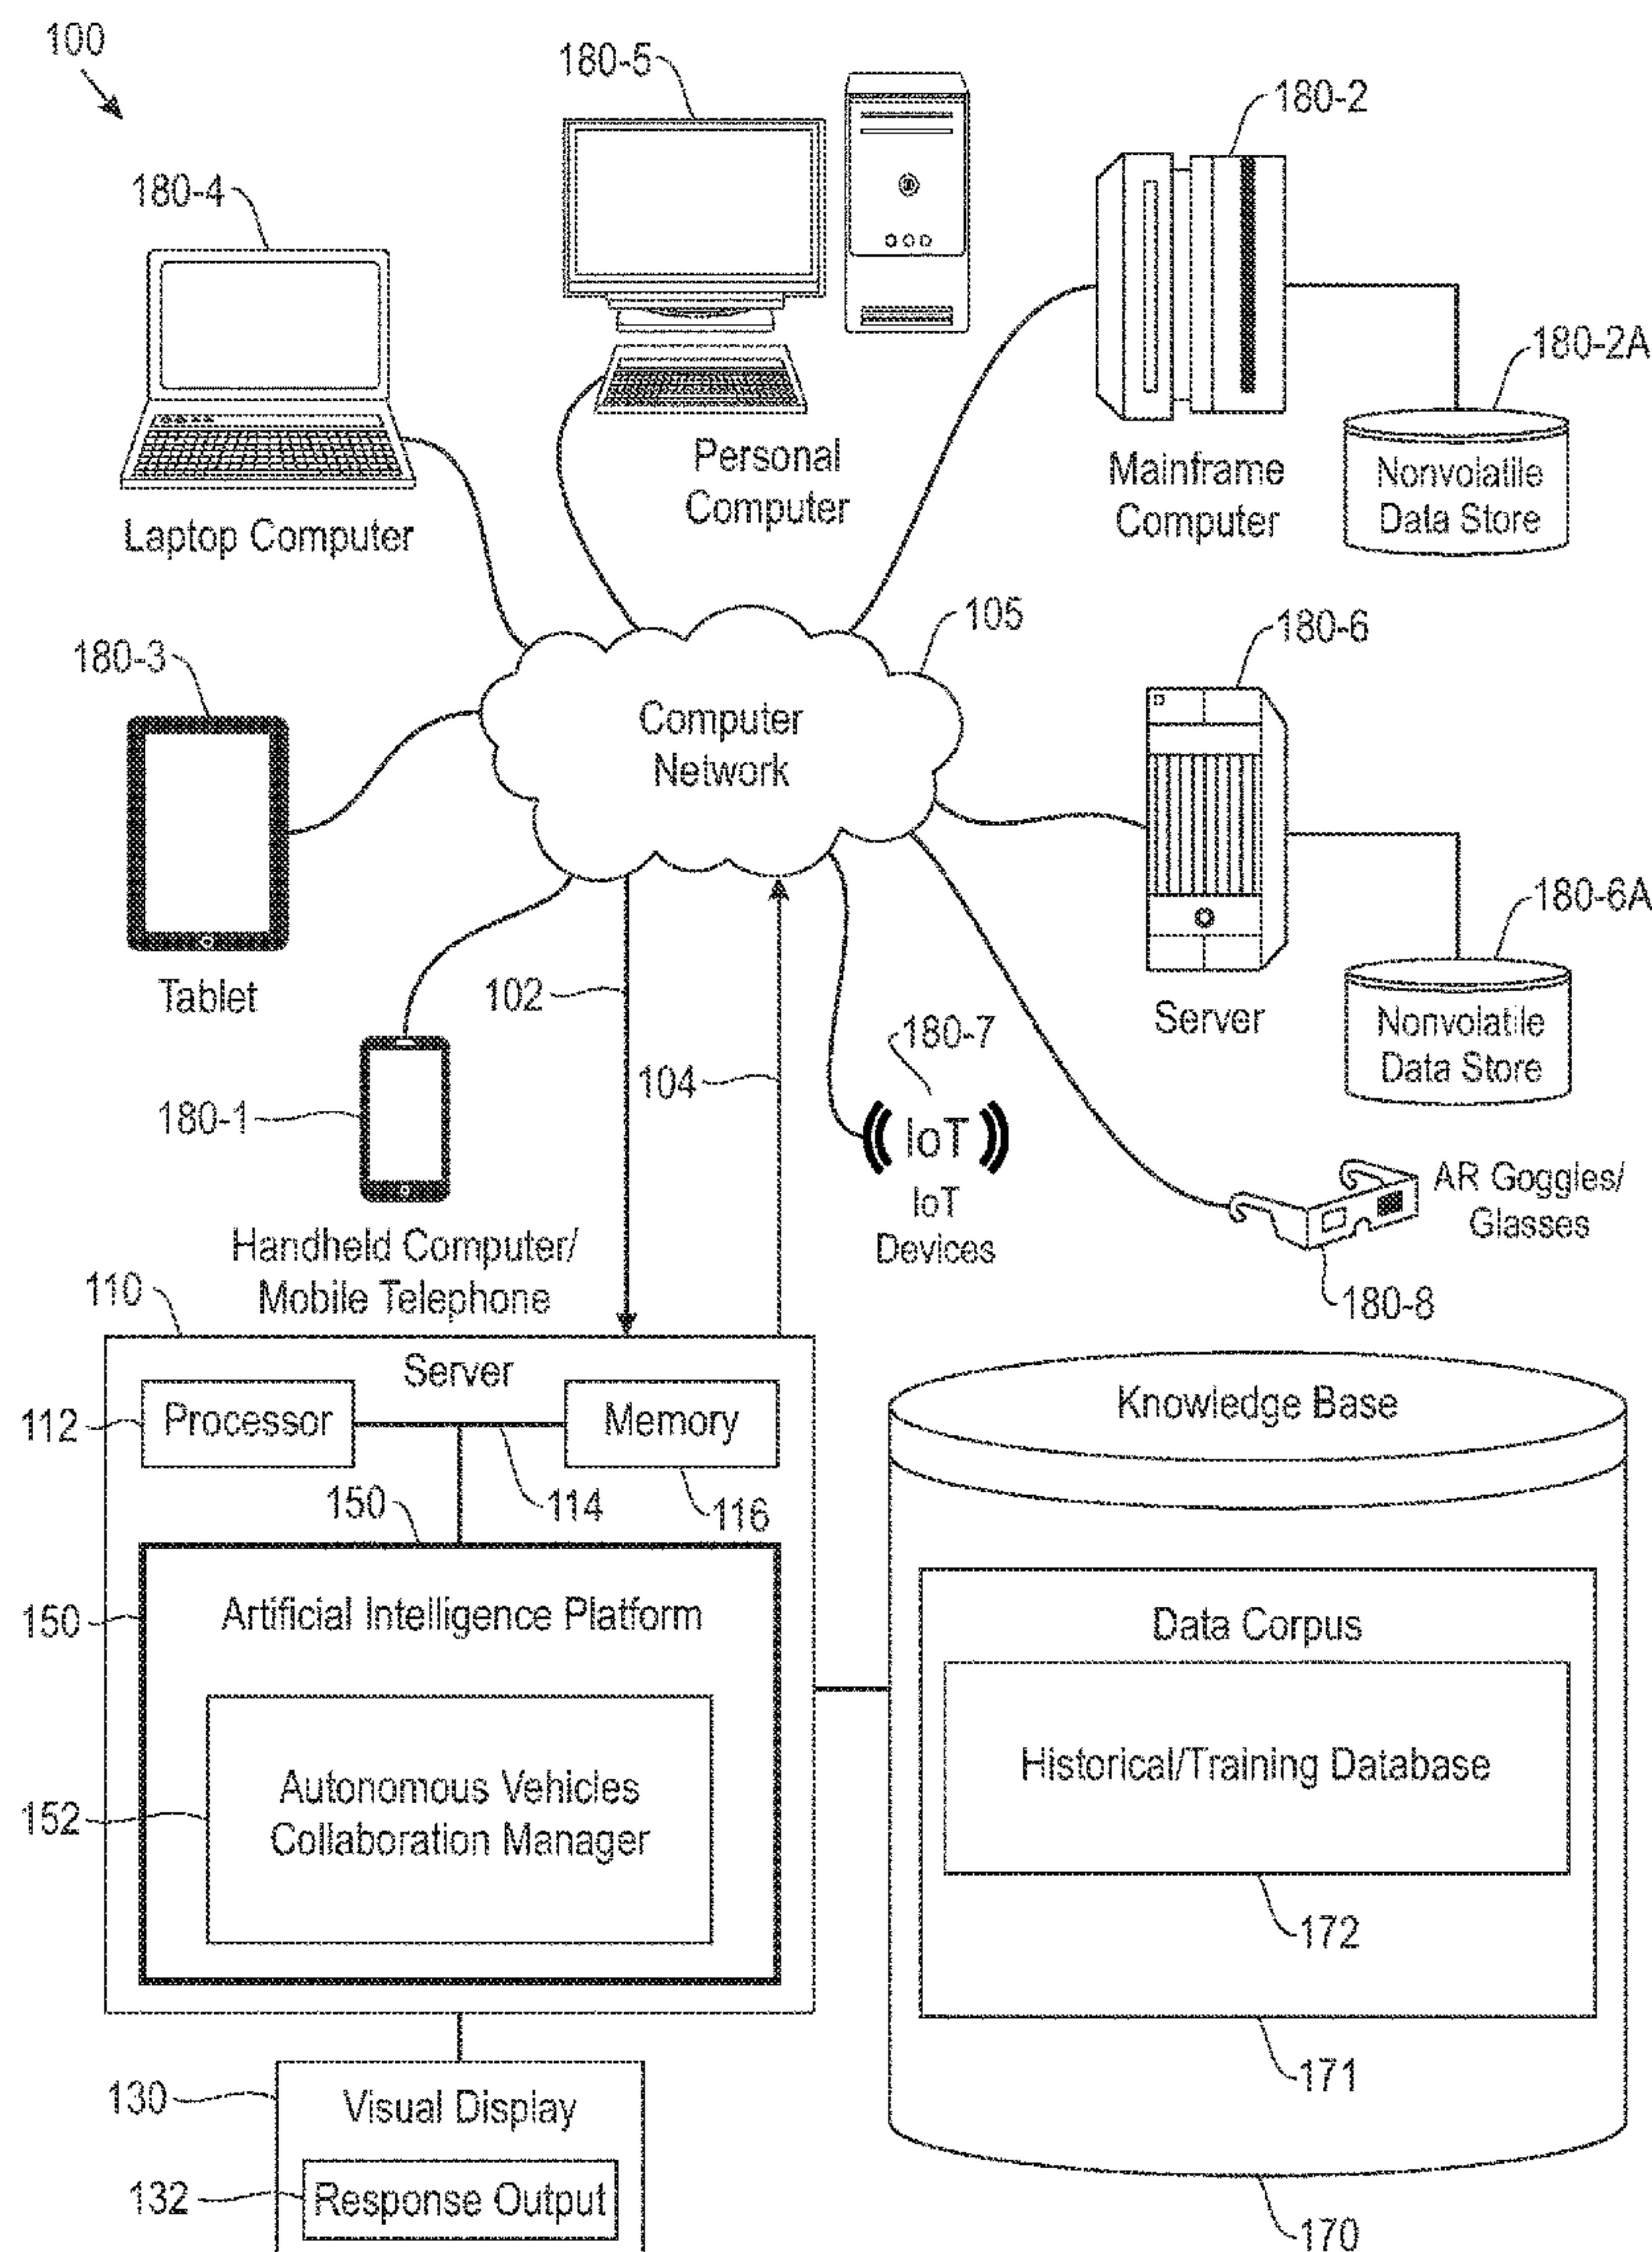 100
180-5
180-2
180-4
180-2A
Personal
Computer
Mainframe
Computer
Nonvolatile
Data Store
Laptop Computer
105
180-6
180-3
Computer
Network
180-6A
Tablet
102
180-7
Server
Nonvolatile
Data Store
104
180-1
IoT
IoT
Devices
AR Goggles/
Glasses
Handheld Computer/
Mobile Telephone
180-8
110
Server
112
Processor
Memory
Knowledge Base
150
114
116
150
Artificial Intelligence Platform
Data Corpus
Historical/Training Database
Autonomous Vehicles
Collaboration Manager
152
172
171
130
Visual Display
132
Response Output
170